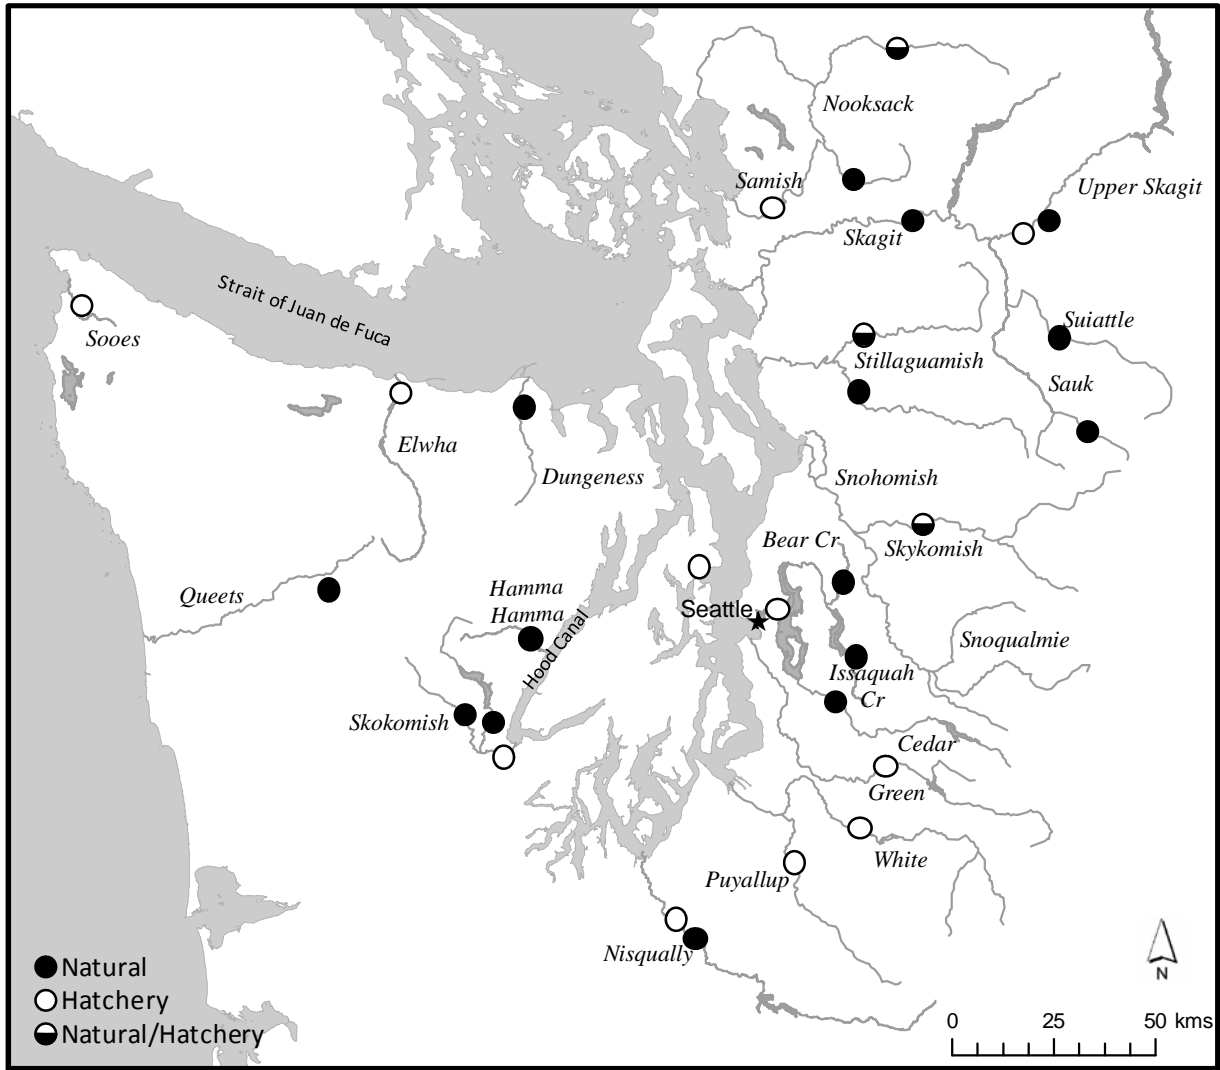 Nooksack
Samish
Upper Skagit
Skagit
Strait of Juan de Fuca
Sooes
Suiattle
Stillaguamish
Sauk
Elwha
Dungeness
Snohomish
Bear Cr
Skykomish
Queets
Hamma
Hamma
Seattle
Hood Canal
Snoqualmie
Issaquah
Cr
Skokomish
Cedar
Green
White
Puyallup
Nisqually
Natural
Hatchery
Natural/Hatchery
N
0 25 50 kms